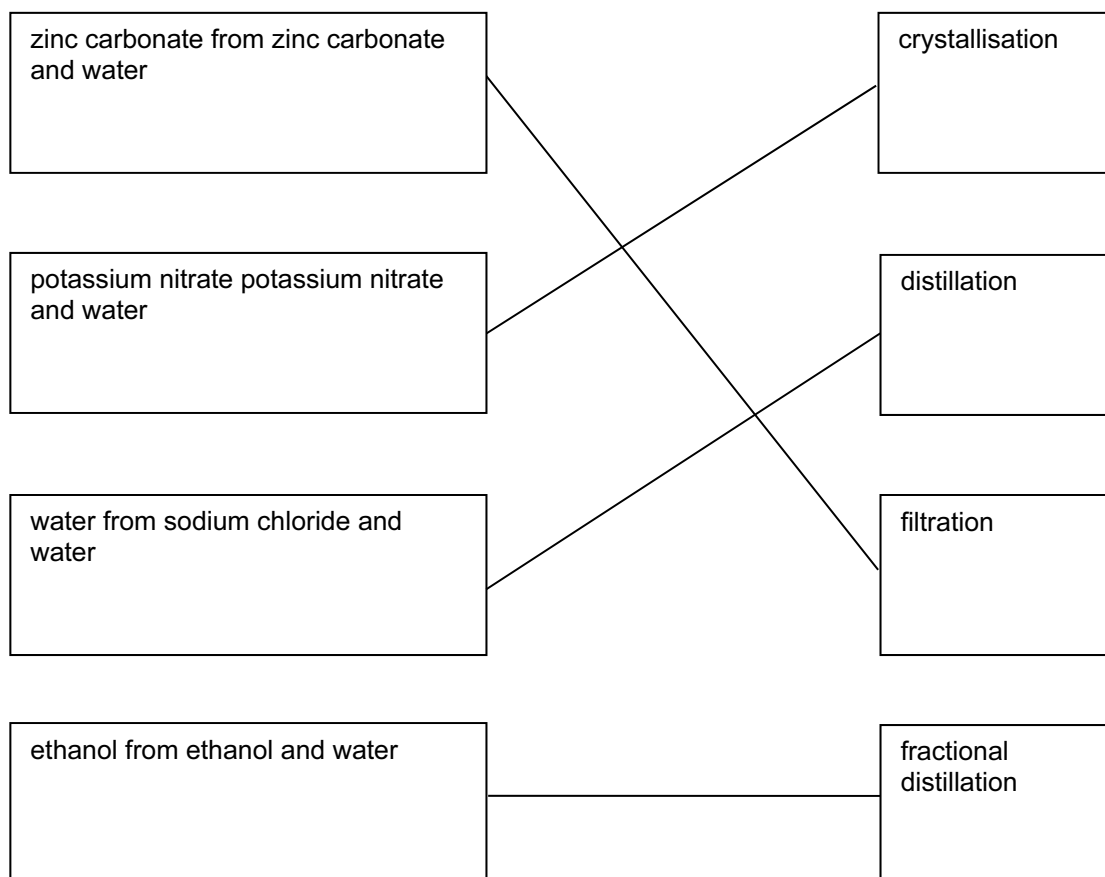 zinc carbonate from zinc carbonate
and water
crystallisation
potassium nitrate potassium nitrate
and water
distillation
water from sodium chloride and
water
filtration
ethanol from ethanol and water
fractional
distillation